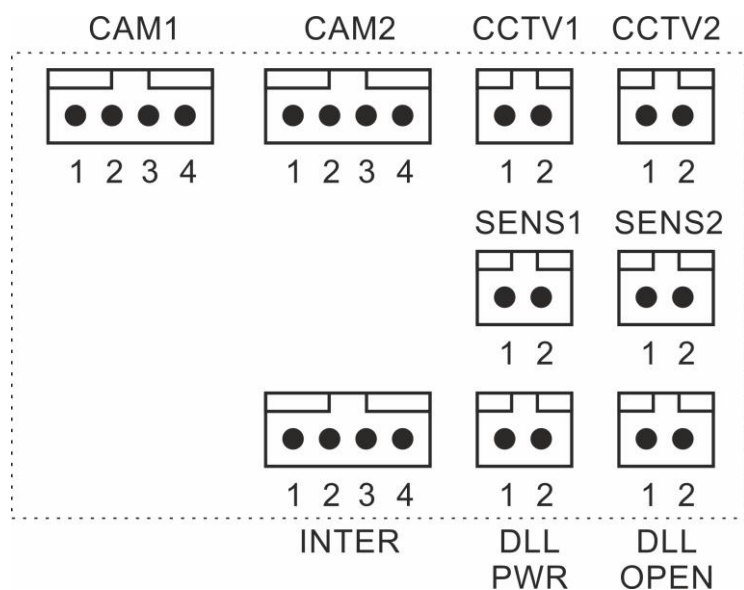 CAM1 CAM2 CCTV1 CCTV2
1 2 3 4 1 2 3 4 1 2 1 2
SENS1 SENS2
1 2 1 2
1 2 3 4 1 2 1 2
INTER DLL DLL
PWR OPEN